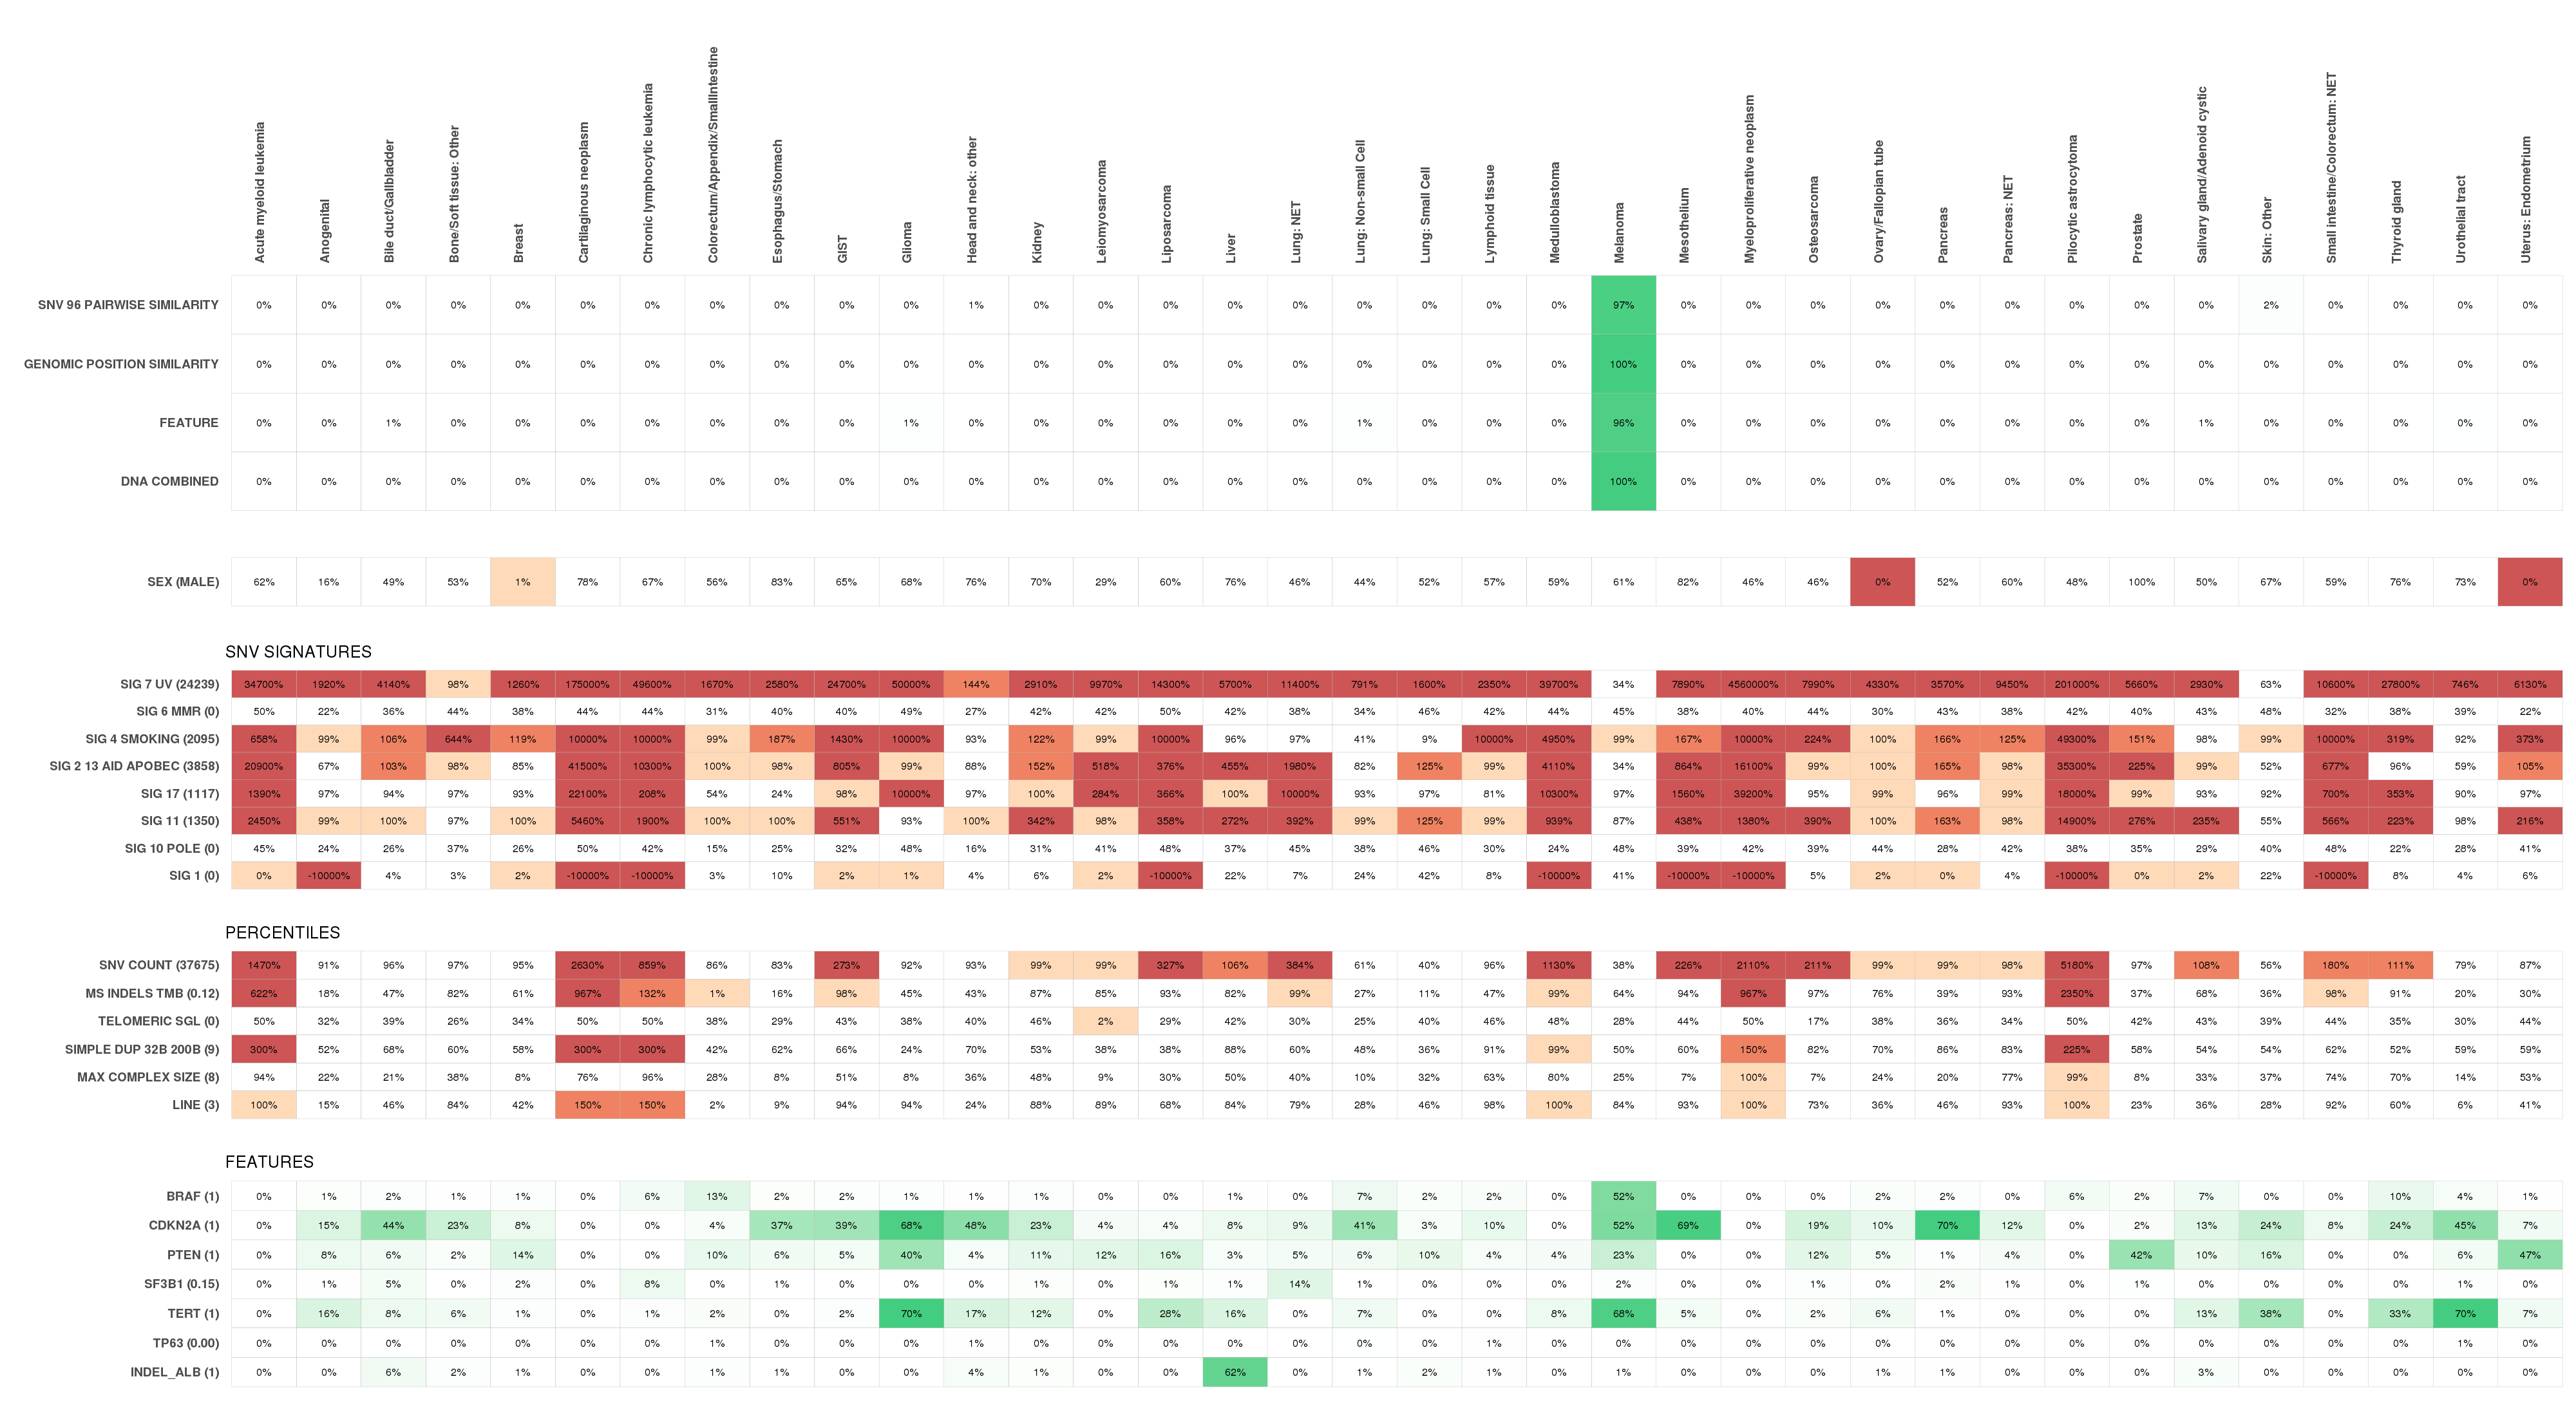 Acute myeloid leukemia
Anogenital
Bile duct/Gallbladder
Bone/Soft tissue: Other
Breast
Cartilaginous neoplasm
Chronic lymphocytic leukemia
Colorectum/Appendix/SmallIntestine
Esophagus/Stomach
GIST
Glioma
Head and neck: other
Kidney
Leiomyosarcoma
Liposarcoma
Liver
Lung: NET
Lung: Non-small Cell
Lung: Small Cell
Lymphoid tissue
Medulloblastoma
Melanoma
Mesothelium
Myeloproliferative neoplasm
Osteosarcoma
Ovary/Fallopian tube
Pancreas
Pancreas: NET
Pilocytic astrocytoma
Prostate
Salivary gland/Adenoid cystic
Skin: Other
Small intestine/Colorectum: NET
Thyroid gland
Urothelial tract
Uterus: Endometrium
SNV 96 PAIRWISE SIMILARITY 0% 0% 0% 0% 0% 0% 0% 0% 0% 0% 0% 1% 0% 0% 0% 0% 0% 0% 0% 0% 0% 97% 0% 0% 0% 0% 0% 0% 0% 0% 0% 2% 0% 0% 0% 0%
GENOMIC POSITION SIMILARITY 0% 0% 0% 0% 0% 0% 0% 0% 0% 0% 0% 0% 0% 0% 0% 0% 0% 0% 0% 0% 0% 100% 0% 0% 0% 0% 0% 0% 0% 0% 0% 0% 0% 0% 0% 0%
FEATURE 0% 0% 1% 0% 0% 0% 0% 0% 0% 0% 1% 0% 0% 0% 0% 0% 0% 1% 0% 0% 0% 96% 0% 0% 0% 0% 0% 0% 0% 0% 1% 0% 0% 0% 0% 0%
DNA COMBINED 0% 0% 0% 0% 0% 0% 0% 0% 0% 0% 0% 0% 0% 0% 0% 0% 0% 0% 0% 0% 0% 100% 0% 0% 0% 0% 0% 0% 0% 0% 0% 0% 0% 0% 0% 0%
SEX (MALE) 62% 16% 49% 53% 1% 78% 67% 56% 83% 65% 68% 76% 70% 29% 60% 76% 46% 44% 52% 57% 59% 61% 82% 46% 46% 0% 52% 60% 48% 100% 50% 67% 59% 76% 73% 0%
SNV SIGNATURES
SIG 7 UV (24239) 34700% 1920% 4140% 98% 1260% 175000% 49600% 1670% 2580% 24700% 50000% 144% 2910% 9970% 14300% 5700% 11400% 791% 1600% 2350% 39700% 34% 7890% 4560000% 7990% 4330% 3570% 9450% 201000% 5660% 2930% 63% 10600% 27800% 746% 6130%
SIG 6 MMR (0) 50% 22% 36% 44% 38% 44% 44% 31% 40% 40% 49% 27% 42% 42% 50% 42% 38% 34% 46% 42% 44% 45% 38% 40% 44% 30% 43% 38% 42% 40% 43% 48% 32% 38% 39% 22%
SIG 4 SMOKING (2095) 658% 99% 106% 644% 119% 10000% 10000% 99% 187% 1430% 10000% 93% 122% 99% 10000% 96% 97% 41% 9% 10000% 4950% 99% 167% 10000% 224% 100% 166% 125% 49300% 151% 98% 99% 10000% 319% 92% 373%
SIG 2 13 AID APOBEC (3858) 20900% 67% 103% 98% 85% 41500% 10300% 100% 98% 805% 99% 88% 152% 518% 376% 455% 1980% 82% 125% 99% 4110% 34% 864% 16100% 99% 100% 165% 98% 35300% 225% 99% 52% 677% 96% 59% 105%
SIG 17 (1117) 1390% 97% 94% 97% 93% 22100% 208% 54% 24% 98% 10000% 97% 100% 284% 366% 100% 10000% 93% 97% 81% 10300% 97% 1560% 39200% 95% 99% 96% 99% 18000% 99% 93% 92% 700% 353% 90% 97%
SIG 11 (1350) 2450% 99% 100% 97% 100% 5460% 1900% 100% 100% 551% 93% 100% 342% 98% 358% 272% 392% 99% 125% 99% 939% 87% 438% 1380% 390% 100% 163% 98% 14900% 276% 235% 55% 566% 223% 98% 216%
SIG 10 POLE (0) 45% 24% 26% 37% 26% 50% 42% 15% 25% 32% 48% 16% 31% 41% 48% 37% 45% 38% 46% 30% 24% 48% 39% 42% 39% 44% 28% 42% 38% 35% 29% 40% 48% 22% 28% 41%
SIG 1 (0) 0% -10000% 4% 3% 2% -10000% -10000% 3% 10% 2% 1% 4% 6% 2% -10000% 22% 7% 24% 42% 8% -10000% 41% -10000% -10000% 5% 2% 0% 4% -10000% 0% 2% 22% -10000% 8% 4% 6%
PERCENTILES
SNV COUNT (37675) 1470% 91% 96% 97% 95% 2630% 859% 86% 83% 273% 92% 93% 99% 99% 327% 106% 384% 61% 40% 96% 1130% 38% 226% 2110% 211% 99% 99% 98% 5180% 97% 108% 56% 180% 111% 79% 87%
MS INDELS TMB (0.12) 622% 18% 47% 82% 61% 967% 132% 1% 16% 98% 45% 43% 87% 85% 93% 82% 99% 27% 11% 47% 99% 64% 94% 967% 97% 76% 39% 93% 2350% 37% 68% 36% 98% 91% 20% 30%
TELOMERIC SGL (0) 50% 32% 39% 26% 34% 50% 50% 38% 29% 43% 38% 40% 46% 2% 29% 42% 30% 25% 40% 46% 48% 28% 44% 50% 17% 38% 36% 34% 50% 42% 43% 39% 44% 35% 30% 44%
SIMPLE DUP 32B 200B (9) 300% 52% 68% 60% 58% 300% 300% 42% 62% 66% 24% 70% 53% 38% 38% 88% 60% 48% 36% 91% 99% 50% 60% 150% 82% 70% 86% 83% 225% 58% 54% 54% 62% 52% 59% 59%
MAX COMPLEX SIZE (8) 94% 22% 21% 38% 8% 76% 96% 28% 8% 51% 8% 36% 48% 9% 30% 50% 40% 10% 32% 63% 80% 25% 7% 100% 7% 24% 20% 77% 99% 8% 33% 37% 74% 70% 14% 53%
LINE (3) 100% 15% 46% 84% 42% 150% 150% 2% 9% 94% 94% 24% 88% 89% 68% 84% 79% 28% 46% 98% 100% 84% 93% 100% 73% 36% 46% 93% 100% 23% 36% 28% 92% 60% 6% 41%
FEATURES
BRAF (1) 0% 1% 2% 1% 1% 0% 6% 13% 2% 2% 1% 1% 1% 0% 0% 1% 0% 7% 2% 2% 0% 52% 0% 0% 0% 2% 2% 0% 6% 2% 7% 0% 0% 10% 4% 1%
CDKN2A (1) 0% 15% 44% 23% 8% 0% 0% 4% 37% 39% 68% 48% 23% 4% 4% 8% 9% 41% 3% 10% 0% 52% 69% 0% 19% 10% 70% 12% 0% 2% 13% 24% 8% 24% 45% 7%
PTEN (1) 0% 8% 6% 2% 14% 0% 0% 10% 6% 5% 40% 4% 11% 12% 16% 3% 5% 6% 10% 4% 4% 23% 0% 0% 12% 5% 1% 4% 0% 42% 10% 16% 0% 0% 6% 47%
SF3B1 (0.15) 0% 1% 5% 0% 2% 0% 8% 0% 1% 0% 0% 0% 1% 0% 1% 1% 14% 1% 0% 0% 0% 2% 0% 0% 1% 0% 2% 1% 0% 1% 0% 0% 0% 0% 1% 0%
TERT (1) 0% 16% 8% 6% 1% 0% 1% 2% 0% 2% 70% 17% 12% 0% 28% 16% 0% 7% 0% 0% 8% 68% 5% 0% 2% 6% 1% 0% 0% 0% 13% 38% 0% 33% 70% 7%
TP63 (0.00) 0% 0% 0% 0% 0% 0% 0% 1% 0% 0% 0% 1% 0% 0% 0% 0% 0% 0% 0% 1% 0% 0% 0% 0% 0% 0% 0% 0% 0% 0% 0% 0% 0% 0% 1% 0%
INDEL_ALB (1) 0% 0% 6% 2% 1% 0% 0% 1% 1% 0% 0% 4% 1% 0% 0% 62% 0% 1% 2% 1% 0% 1% 0% 0% 0% 1% 1% 0% 0% 0% 3% 0% 0% 0% 0% 0%